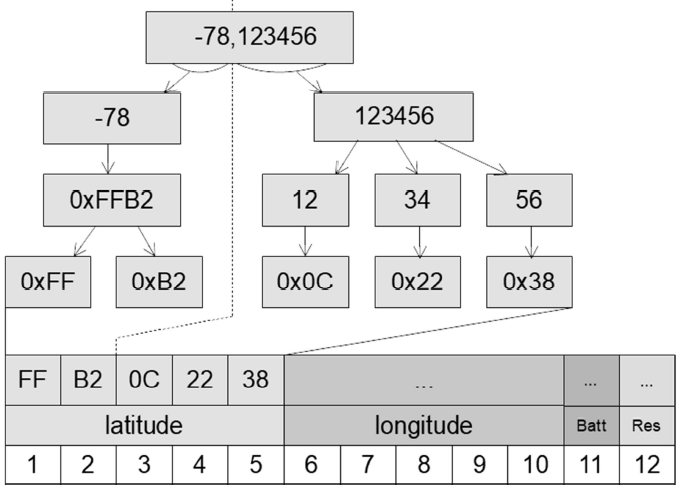 -78,123456
-78 123456
0xFFB2 12 34 56
0xFF 0xB2 0x0C 0x22 0x38
FF B2 0C 22 38 ... ... ...
latitude longitude Batt Res
1 2 3 4 5 6 7 8 9 10 11 12